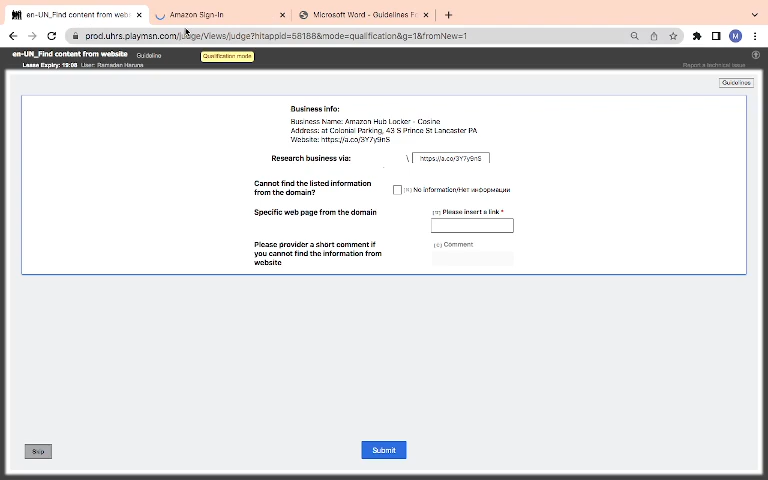 en-UN_Find content from webs
Amazon Sign-In
Microsoft Word - Guidelines Fo
prod.uhrs.playmsn.com/judge/Views/judge?hitappid=58188&mode=qualification&g=1&fromNew=1
M
en-UN_Find content from website Guideline Qualification mode
Lease Expiry: 19:08 User: Ramadan Haruna
Report a technical issue
Guidelines
Business info:
Business Name: Amazon Hub Locker - Cosine
Address: at Colonial Parking, 43 S Prince St Lancaster PA
Website: https://a.co/3Y7y9nS
Research business via: \ https://a.co/3Y7y9nS
Cannot find the listed information
from the domain?
No information/Нет информации
Specific web page from the domain
Please insert a link *
Please provider a short comment if
you cannot find the information from
website
Comment
Skip
Submit